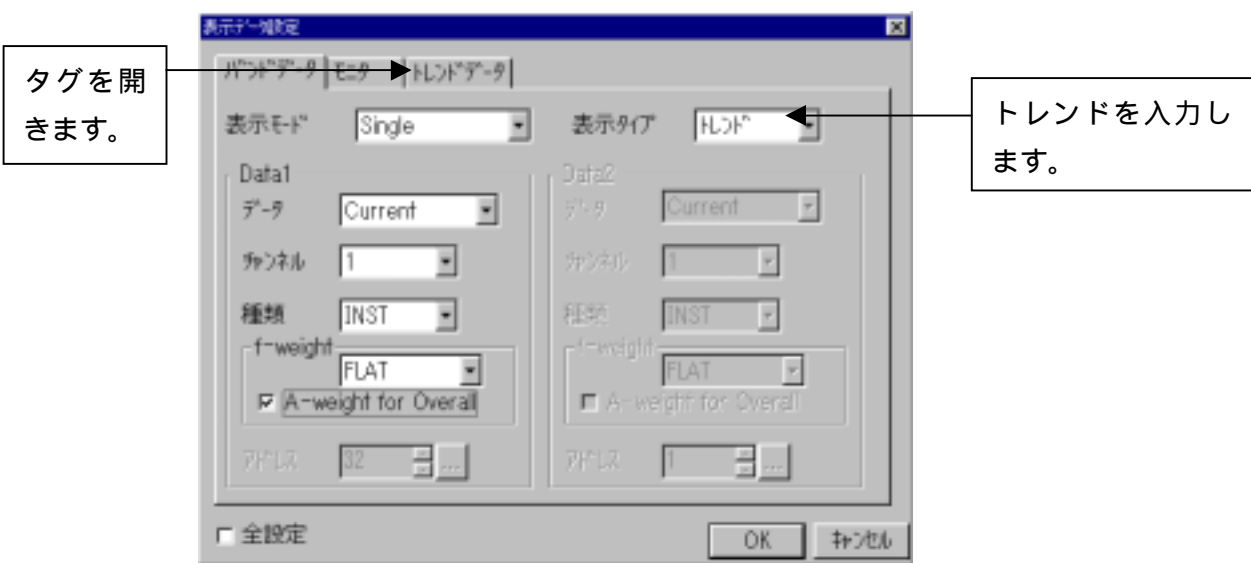 表示データ設定
タグを開
きます。
バンドデータ モニター トレンドデータ
トレンドを入力し
ます。
表示モード Single 表示タイプ トレンド
Data1 Data2
データ Current データ Current
チャンネル 1 チャンネル 1
種類 INST 種類 INST
f-weight f-weight
FLAT FLAT
A-weight for Overall A-weight for Overall
アドレス 32 ... アドレス 1 ...
全設定 OK キャンセル